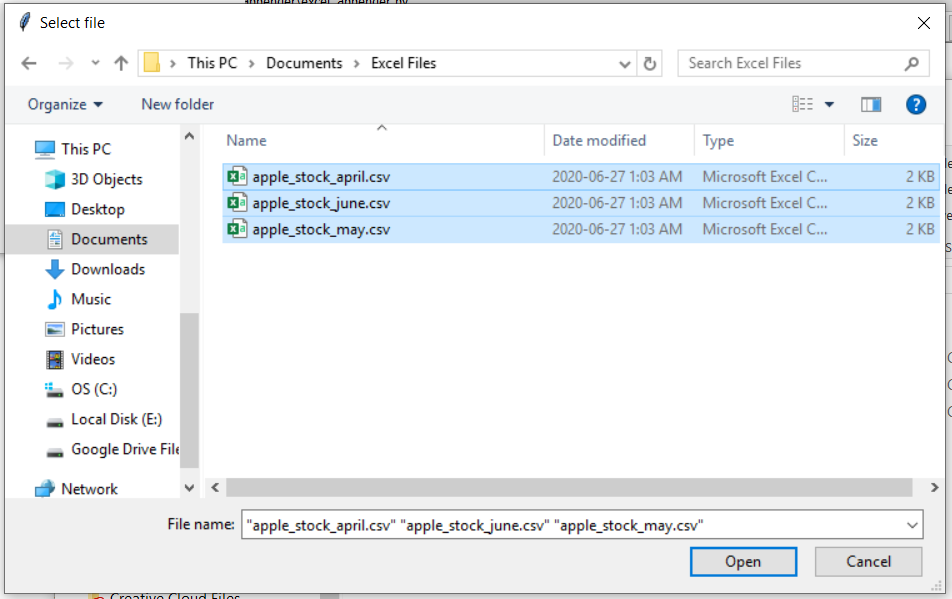 Select file
This PC > Documents > Excel Files
Search Excel Files
Organize
New folder
Name
Date modified
Type
Size
This PC
3D Objects
Desktop
Documents
Downloads
Music
Pictures
Videos
OS (C:)
Local Disk (E:)
Google Drive File
Network
apple_stock_april.csv 2020-06-27 1:03 AM Microsoft Excel C... 2 KB
apple_stock_june.csv 2020-06-27 1:03 AM Microsoft Excel C... 2 KB
apple_stock_may.csv 2020-06-27 1:03 AM Microsoft Excel C... 2 KB
File name: "apple_stock_april.csv" "apple_stock_june.csv" "apple_stock_may.csv"
Open
Cancel
Creative Cloud Files